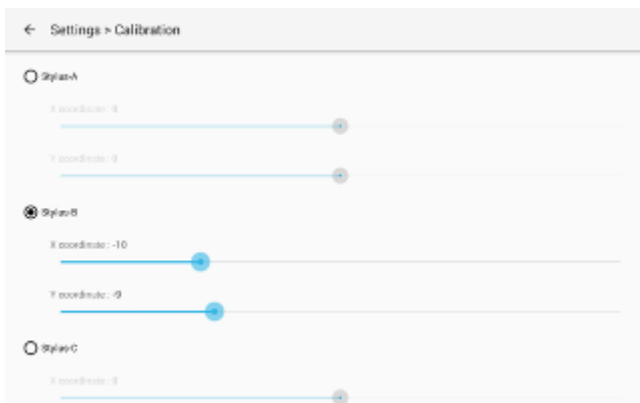 Settings > Calibration
Stylus-A
X coordinate : 0
Y coordinate : 0
Stylus-B
X coordinate : -10
Y coordinate : -9
Stylus-C
X coordinate : 0